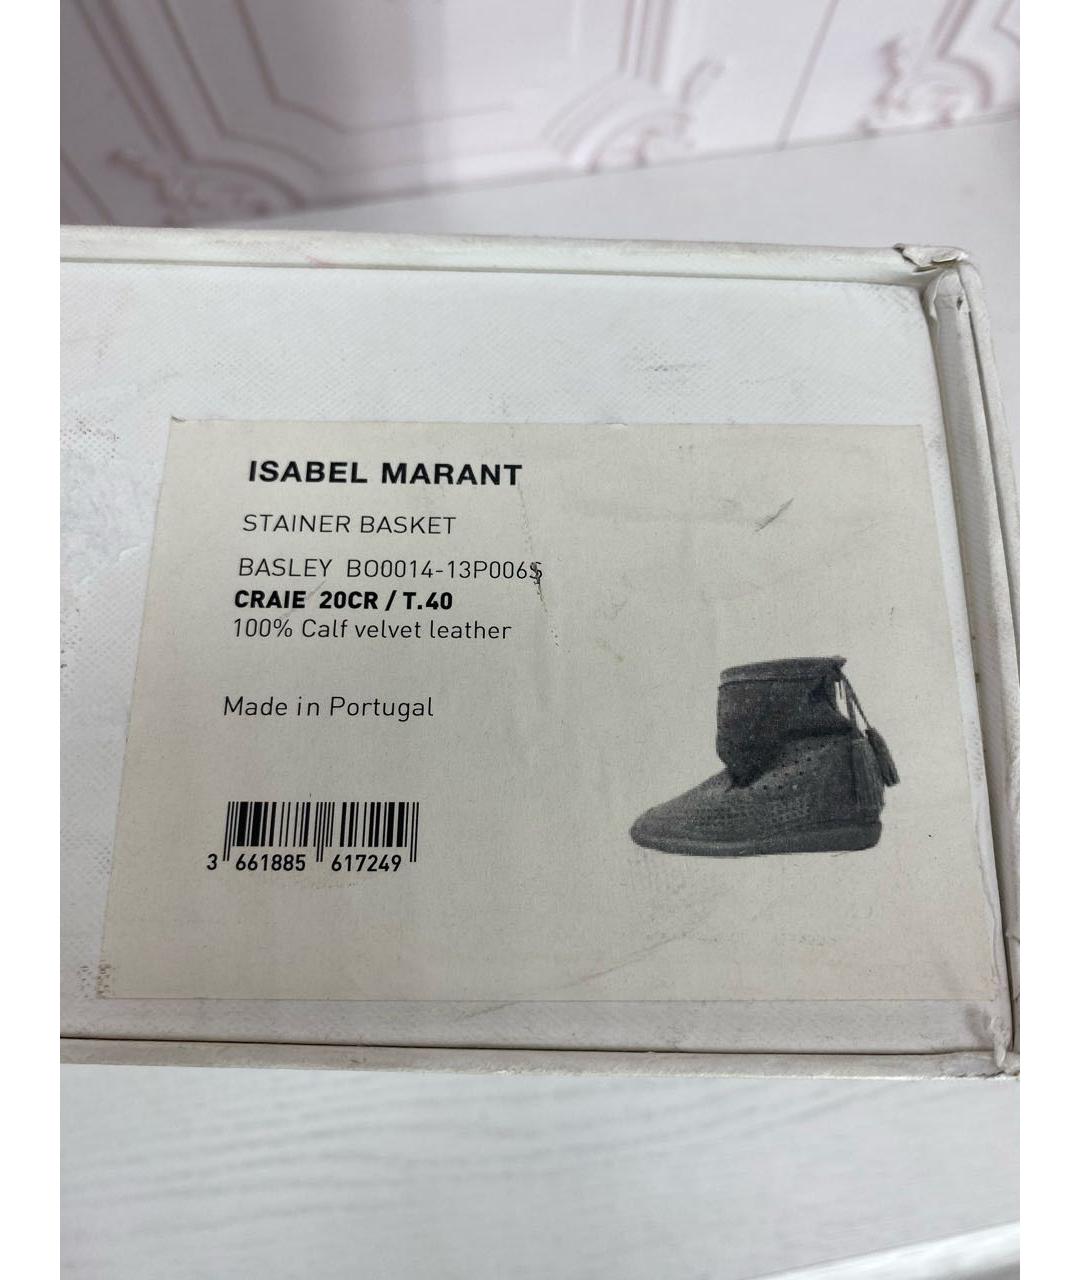 ISABEL MARANT
STAINER BASKET
BASLEY BO0014-13P006S
CRAIE 20CR / T.40
100% Calf velvet leather
Made in Portugal
3 661885 617249